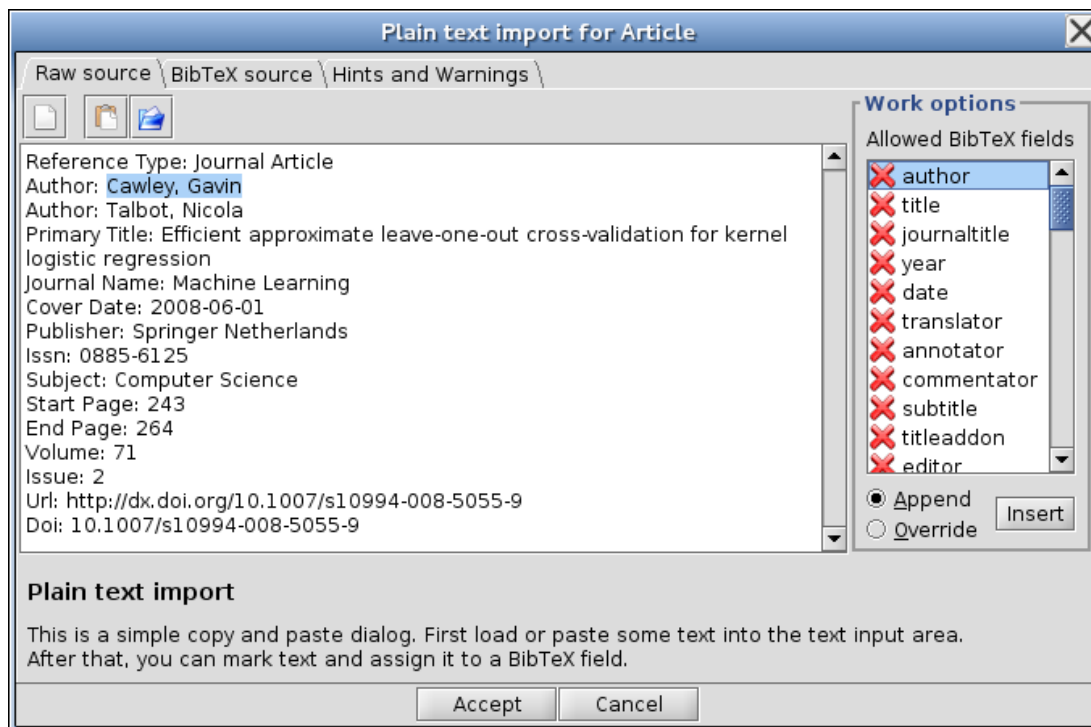 Plain text import for Article
Raw source
BibTeX source
Hints and Warnings
Reference Type: Journal Article
Author: Cawley, Gavin
Author: Talbot, Nicola
Primary Title: Efficient approximate leave-one-out cross-validation for kernel
logistic regression
Journal Name: Machine Learning
Cover Date: 2008-06-01
Publisher: Springer Netherlands
Issn: 0885-6125
Subject: Computer Science
Start Page: 243
End Page: 264
Volume: 71
Issue: 2
Url: http://dx.doi.org/10.1007/s10994-008-5055-9
Doi: 10.1007/s10994-008-5055-9
Work options
Allowed BibTeX fields
author
title
journaltitle
year
date
translator
annotator
commentator
subtitle
titleaddon
editor
Append
Override
Insert
Plain text import
This is a simple copy and paste dialog. First load or paste some text into the text input area.
After that, you can mark text and assign it to a BibTeX field.
Accept
Cancel